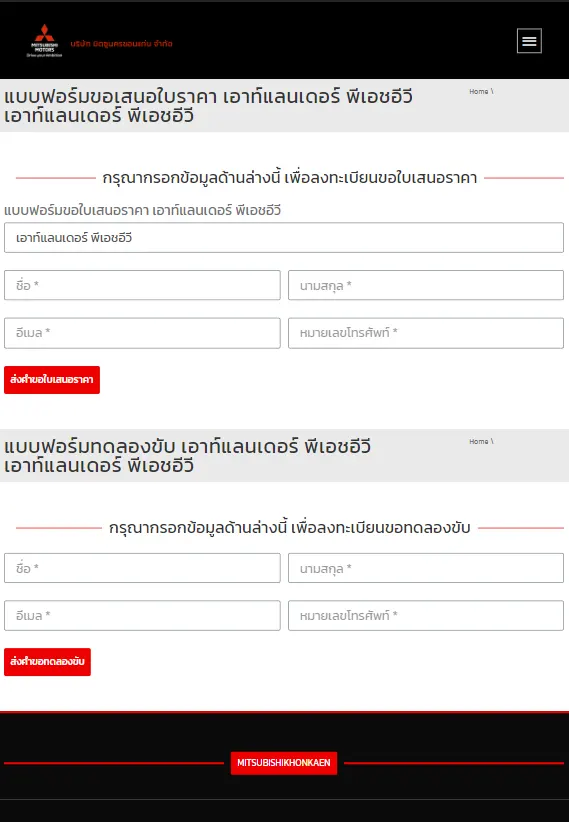 MITSUBISHI
MOTORS
Drive your Ambition
บริษัท มิตซูนครขอนแก่น จำกัด
แบบฟอร์มขอเสนอใบราคา เอาท์แลนเดอร์ พีเอชอีวี
เอาท์แลนเดอร์ พีเอชอีวี
Home \
กรุณากรอกข้อมูลด้านล่างนี้ เพื่อลงทะเบียนขอใบเสนอราคา
แบบฟอร์มขอใบเสนอราคา เอาท์แลนเดอร์ พีเอชอีวี
เอาท์แลนเดอร์ พีเอชอีวี
ชื่อ * นามสกุล *
อีเมล * หมายเลขโทรศัพท์ *
ส่งคำขอใบเสนอราคา
แบบฟอร์มทดลองขับ เอาท์แลนเดอร์ พีเอชอีวี
เอาท์แลนเดอร์ พีเอชอีวี
Home \
กรุณากรอกข้อมูลด้านล่างนี้ เพื่อลงทะเบียนขอทดลองขับ
ชื่อ * นามสกุล *
อีเมล * หมายเลขโทรศัพท์ *
ส่งคำขอทดลองขับ
MITSUBISHIKHONKAEN